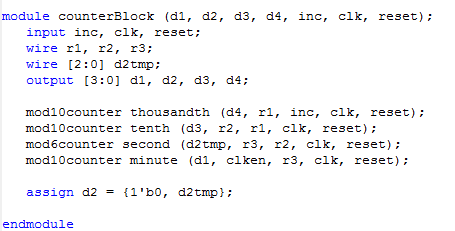 module counterBlock (d1, d2, d3, d4, inc, clk, reset);
input inc, clk, reset;
wire r1, r2, r3;
wire [2:0] d2tmp;
output [3:0] d1, d2, d3, d4;
mod10counter thousandth (d4, r1, inc, clk, reset);
mod10counter tenth (d3, r2, r1, clk, reset);
mod6counter second (d2tmp, r3, r2, clk, reset);
mod10counter minute (d1, clken, r3, clk, reset);
assign d2 = {1'b0, d2tmp};
endmodule